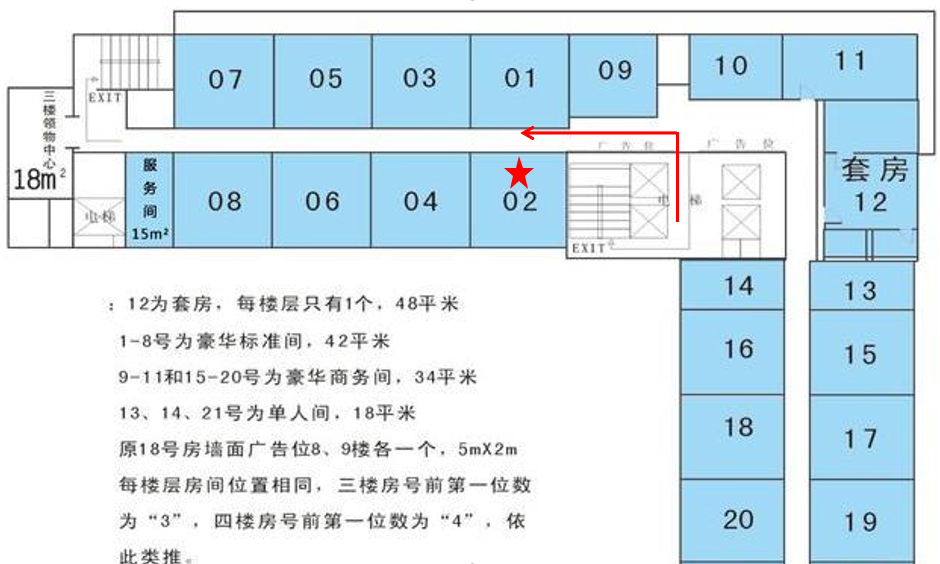 07
05
03
01
09
10
11
EXIT
三楼领物中心
18m²
服务间
15m²
电梯
08
06
04
02
广告位
广告位
电梯
EXIT
套房
12
14
13
16
15
18
17
20
19
：12为套房，每楼层只有1个，48平米
1-8号为豪华标准间，42平米
9-11和15-20号为豪华商务间，34平米
13、14、21号为单人间，18平米
原18号房墙面广告位8、9楼各一个，5mX2m
每楼层房间位置相同，三楼房号前第一位数
为“3”，四楼房号前第一位数为“4”，依
此类推。